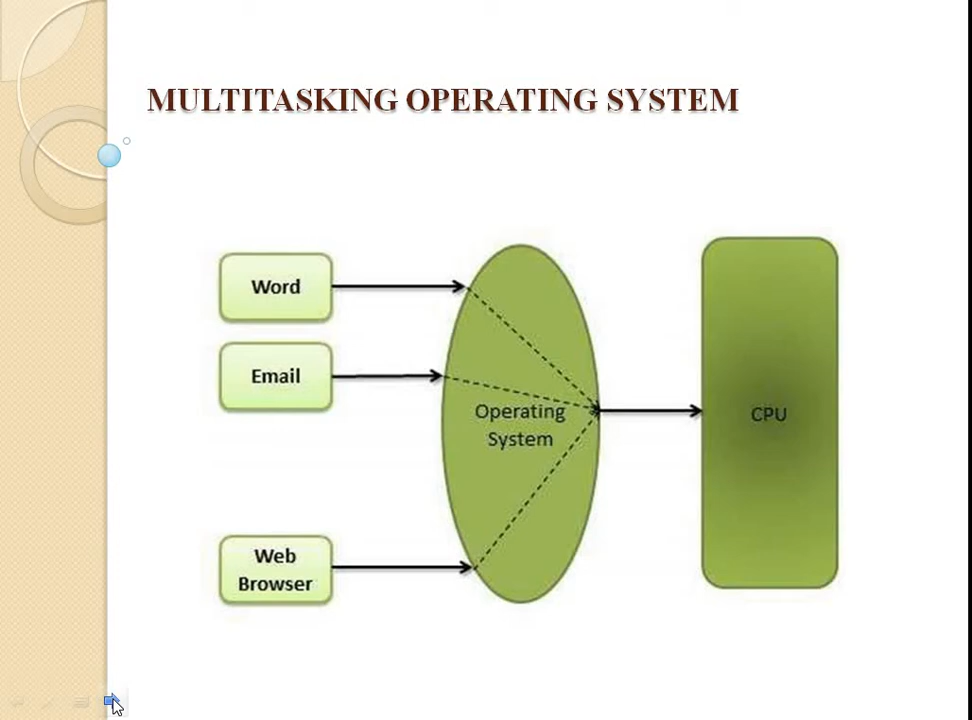 MULTITASKING OPERATING SYSTEM
Word
Email
Operating
System
CPU
Web
Browser